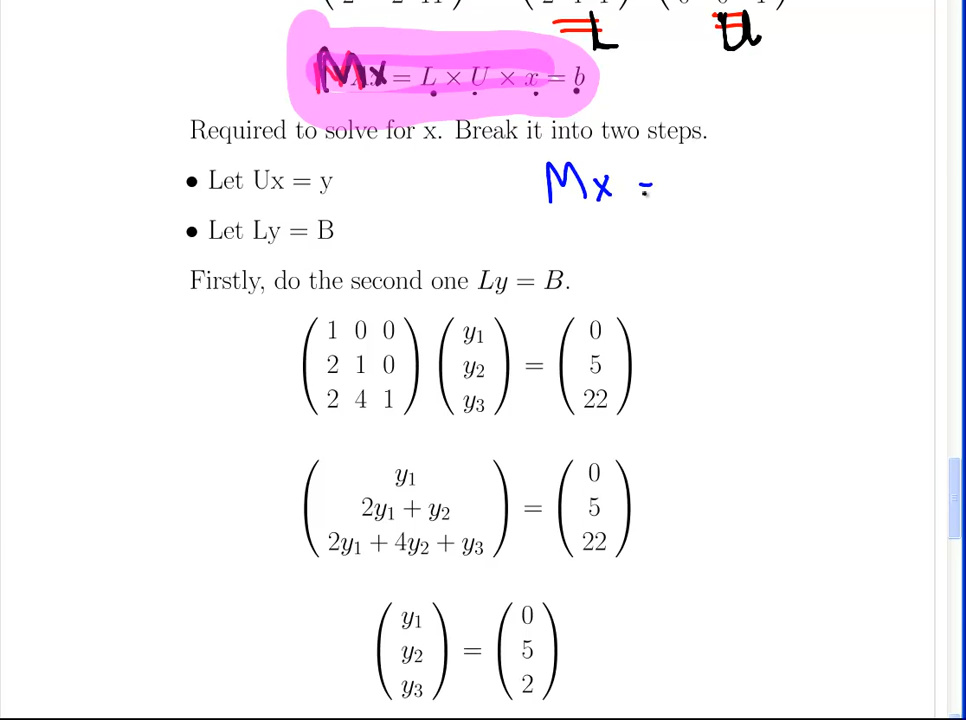 L U
Mx = L × U × x = b
Required to solve for x. Break it into two steps.
• Let Ux = y
Mx =
• Let Ly = B
Firstly, do the second one Ly = B.
( 1 0 0 ) ( y₁ ) = ( 0 )
( 2 1 0 ) ( y₂ ) = ( 5 )
( 2 4 1 ) ( y₃ ) = ( 22 )
( y₁ ) = ( 0 )
( 2y₁ + y₂ ) = ( 5 )
( 2y₁ + 4y₂ + y₃ ) = ( 22 )
( y₁ ) = ( 0 )
( y₂ ) = ( 5 )
( y₃ ) = ( 2 )